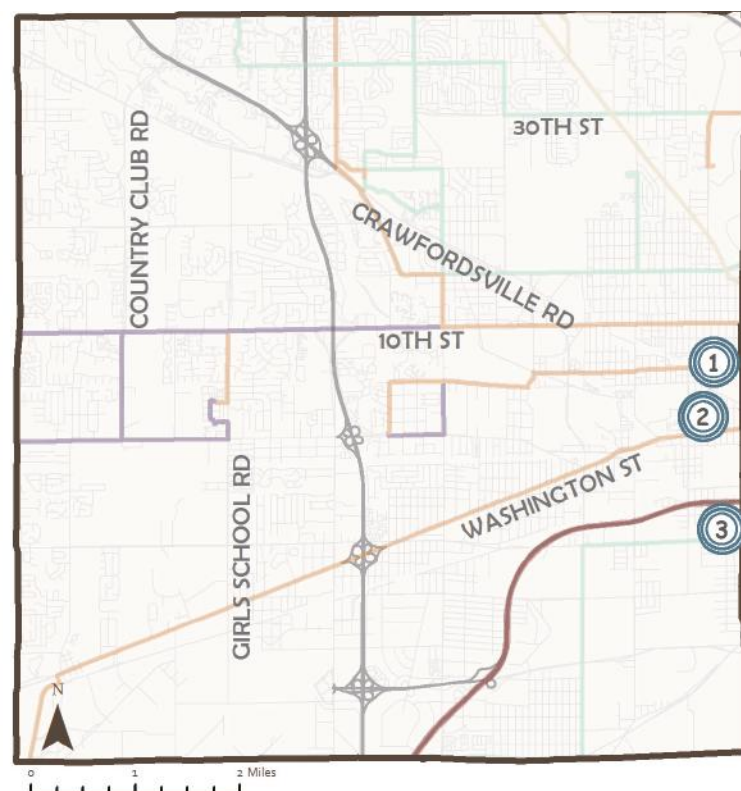 30TH ST
COUNTRY CLUB RD
CRAWFORDSVILLE RD
10TH ST
1
2
WASHINGTON ST
3
GIRLS SCHOOL RD
N
0 1 2 Miles